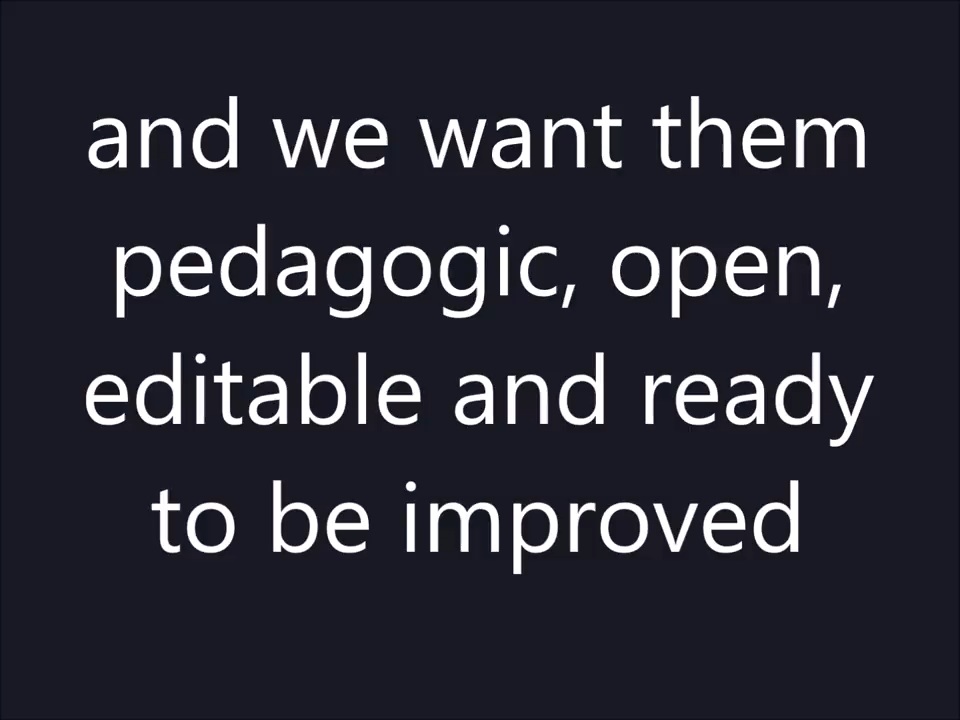 and we want them
pedagogic, open,
editable and ready
to be improved